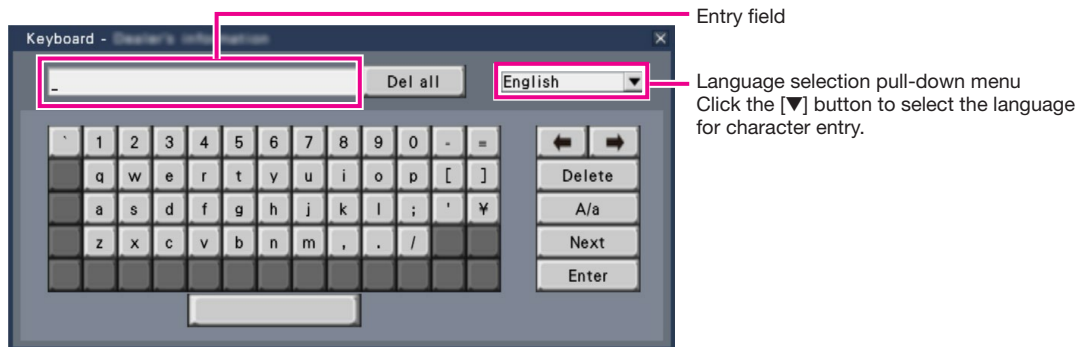 Entry field
Keyboard -
_
Del all
English ▼
Language selection pull-down menu
Click the [▼] button to select the language
for character entry.
` 1 2 3 4 5 6 7 8 9 0 - =
q w e r t y u i o p [ ]
Delete
a s d f g h j k l ; ' ¥
A/a
z x c v b n m , . /
Next
Enter